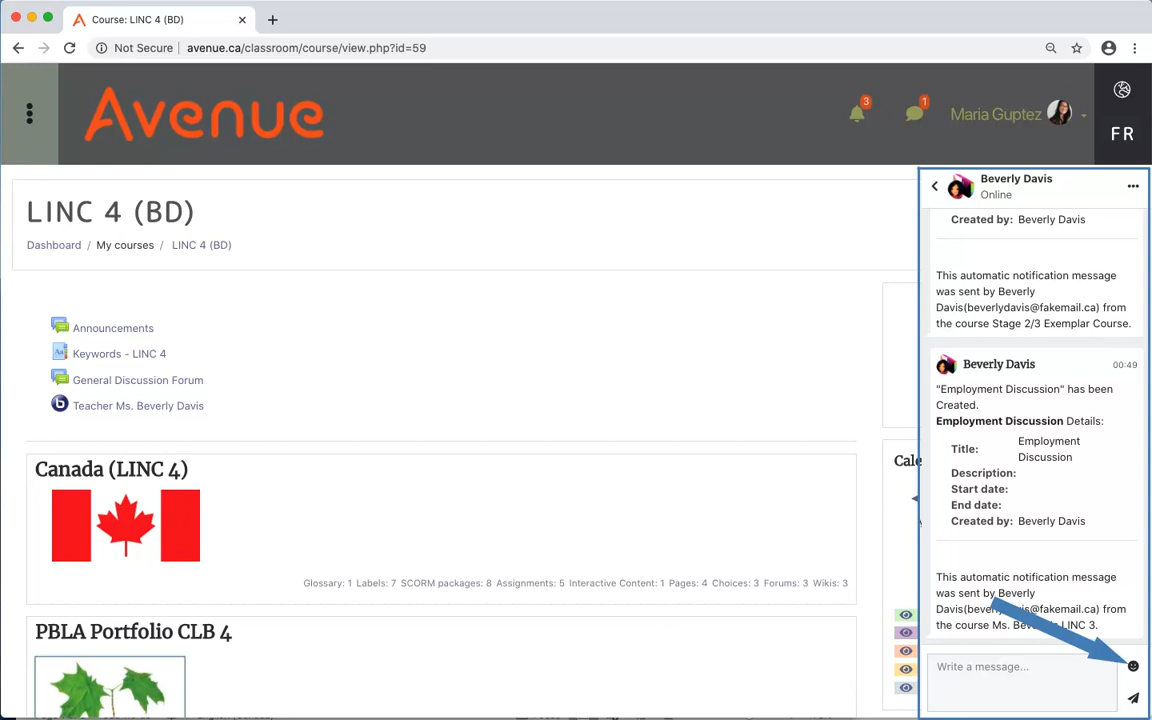 Course: LINC 4 (BD)
Not Secure
avenue.ca/classroom/course/view.php?id=59
Avenue
3
1
Maria Guptez
FR
LINC 4 (BD)
Dashboard / My courses / LINC 4 (BD)
Announcements
Keywords - LINC 4
General Discussion Forum
Teacher Ms. Beverly Davis
Canada (LINC 4)
Glossary: 1 Labels: 7 SCORM packages: 8 Assignments: 5 Interactive Content: 1 Pages: 4 Choices: 3 Forums: 3 Wikis: 3
PBLA Portfolio CLB 4
Beverly Davis
Online
Created by: Beverly Davis
This automatic notification message
was sent by Beverly
Davis(beverlydavis@fakemail.ca) from
the course Stage 2/3 Exemplar Course.
Beverly Davis 00:49
"Employment Discussion" has been
Created.
Employment Discussion Details:
Title: Employment
Discussion
Description:
Start date:
End date:
Created by: Beverly Davis
This automatic notification message
was sent by Beverly
from
the course Ms. LINC 3.
Write a message...